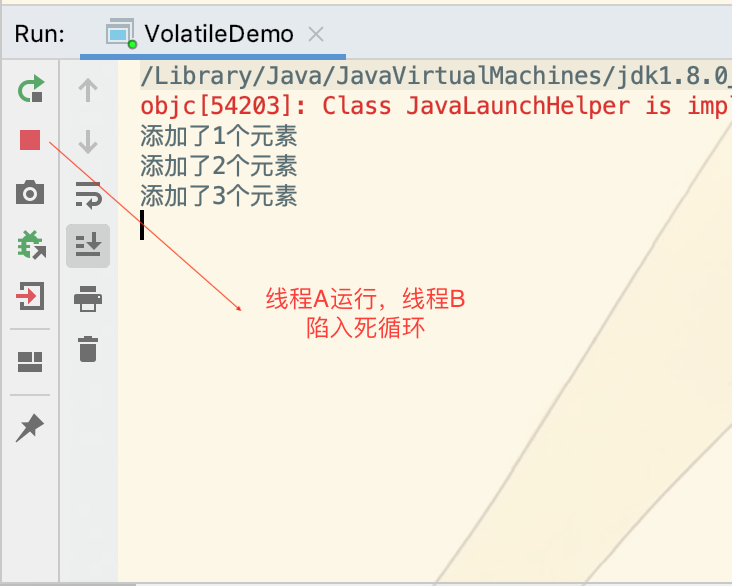 Run: VolatileDemo
/Library/Java/JavaVirtualMachines/jdk1.8.0_
objc[54203]: Class JavaLaunchHelper is impl
添加了1个元素
添加了2个元素
添加了3个元素
线程A运行，线程B
陷入死循环